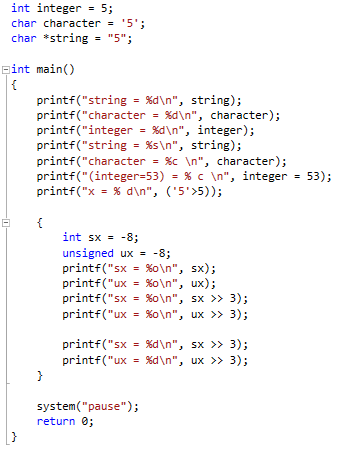 int integer = 5;
char character = '5';
char *string = "5";
int main()
{
printf("string = %d\n", string);
printf("character = %d\n", character);
printf("integer = %d\n", integer);
printf("string = %s\n", string);
printf("character = %c \n", character);
printf("(integer=53) = % c \n", integer = 53);
printf("x = % d\n", ('5'>5));
{
int sx = -8;
unsigned ux = -8;
printf("sx = %o\n", sx);
printf("ux = %o\n", ux);
printf("sx = %o\n", sx >> 3);
printf("ux = %o\n", ux >> 3);
printf("sx = %d\n", sx >> 3);
printf("ux = %d\n", ux >> 3);
}
system("pause");
return 0;
}